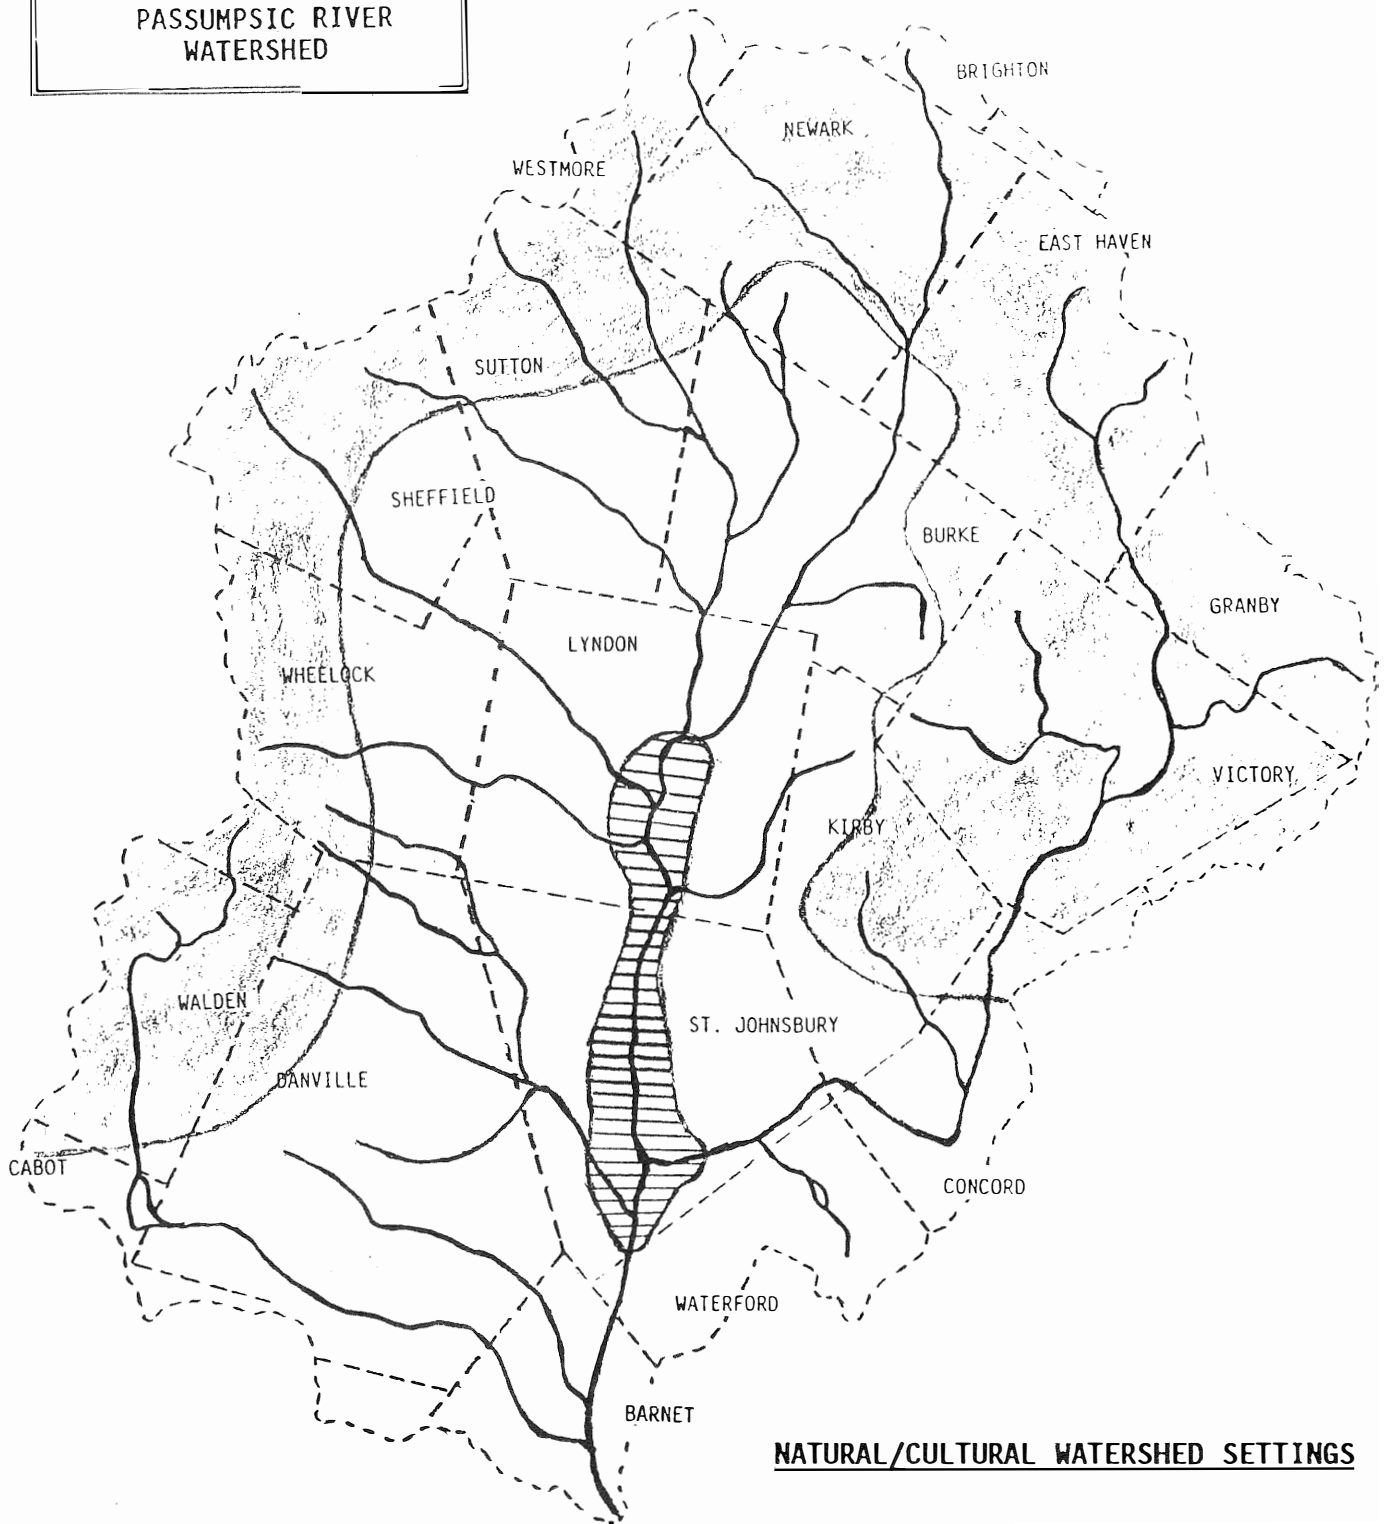 PASSUMPSIC RIVER
WATERSHED
BRIGHTON
NEWARK
WESTMORE
EAST HAVEN
SUTTON
SHEFFIELD
BURKE
GRANBY
LYNDON
WHEELOCK
VICTORY
KIRBY
WALDEN
ST. JOHNSBURY
DANVILLE
CABOT
CONCORD
WATERFORD
BARNET
NATURAL/CULTURAL WATERSHED SETTINGS